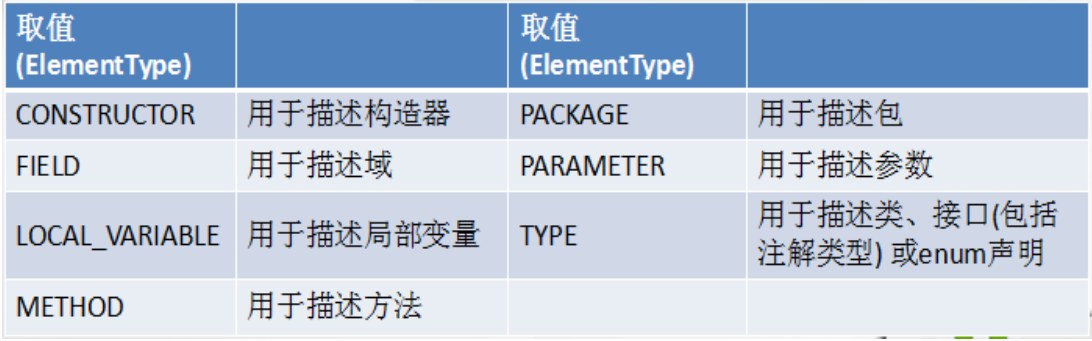 取值
(ElementType)
取值
(ElementType)
CONSTRUCTOR 用于描述构造器 PACKAGE 用于描述包
FIELD 用于描述域 PARAMETER 用于描述参数
LOCAL_VARIABLE 用于描述局部变量 TYPE 用于描述类、接口(包括
注解类型) 或enum声明
METHOD 用于描述方法